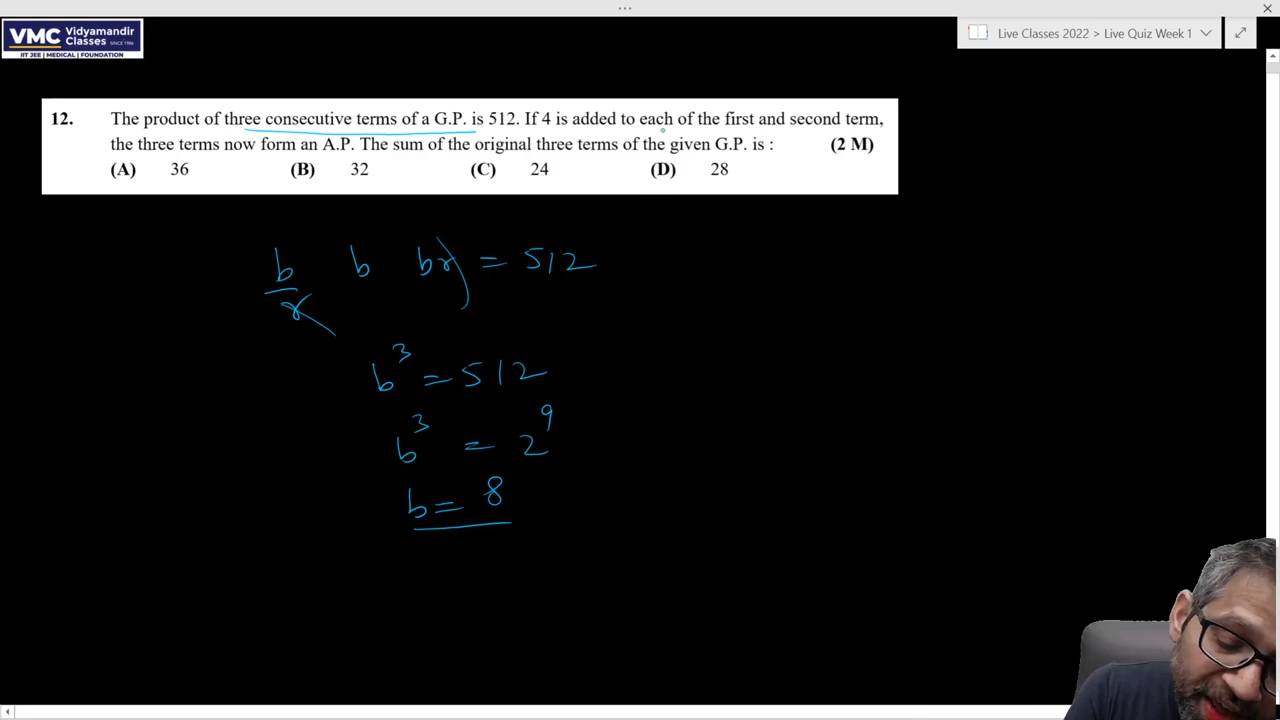 VMC Vidyamandir Classes SINCE 1986
IIT JEE | MEDICAL | FOUNDATION
Live Classes 2022 > Live Quiz Week 1
12. The product of three consecutive terms of a G.P. is 512. If 4 is added to each of the first and second term,
the three terms now form an A.P. The sum of the original three terms of the given G.P. is : (2 M)
(A) 36 (B) 32 (C) 24 (D) 28
b/r b br = 512
b³ = 512
b³ = 2⁹
b = 8